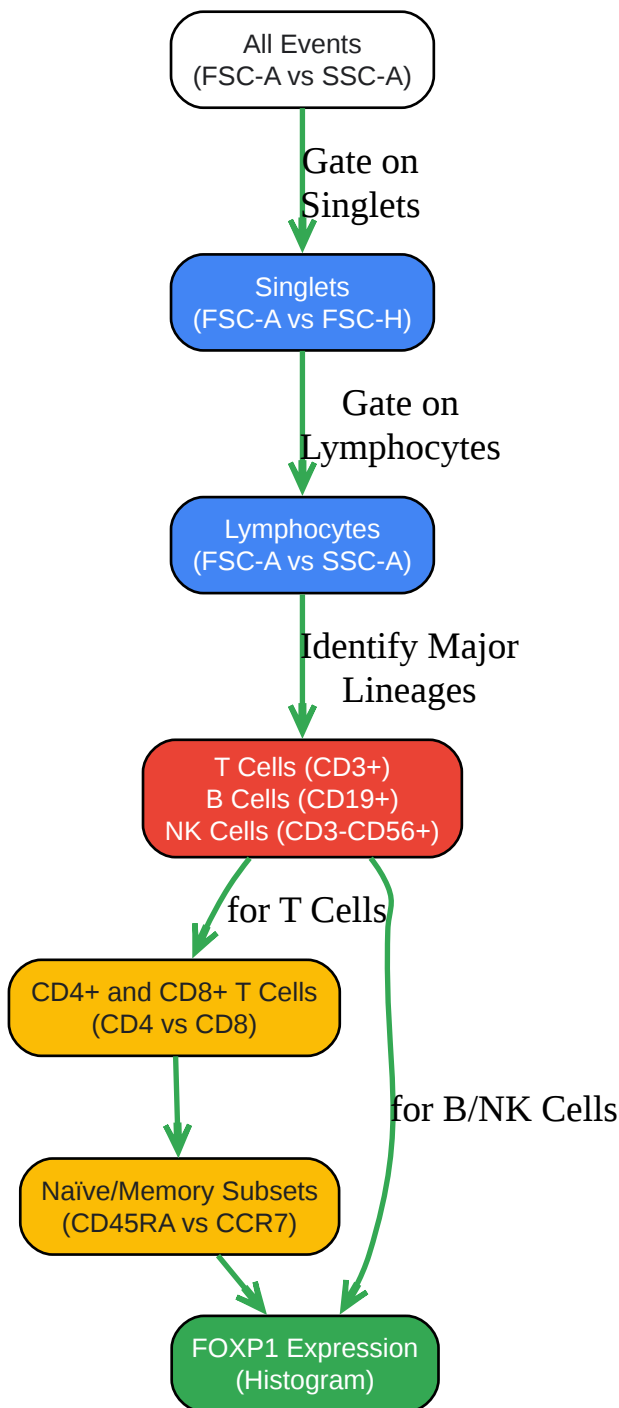 All Events
(FSC-A vs SSC-A)
Gate on
Singlets
Singlets
(FSC-A vs FSC-H)
Gate on
Lymphocytes
Lymphocytes
(FSC-A vs SSC-A)
Identify Major
Lineages
T Cells (CD3+)
B Cells (CD19+)
NK Cells (CD3-CD56+)
for T Cells
CD4+ and CD8+ T Cells
(CD4 vs CD8)
for B/NK Cells
Naïve/Memory Subsets
(CD45RA vs CCR7)
FOXP1 Expression
(Histogram)